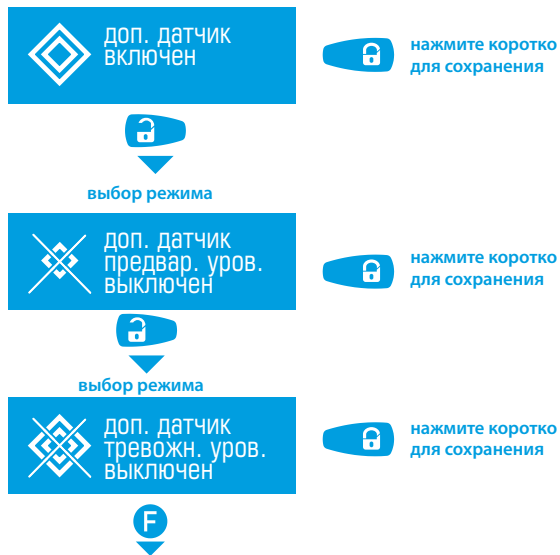 доп. датчик
включен
нажмите коротко
для сохранения
выбор режима
доп. датчик
предвар. уров.
выключен
нажмите коротко
для сохранения
выбор режима
доп. датчик
тревожн. уров.
выключен
нажмите коротко
для сохранения
F